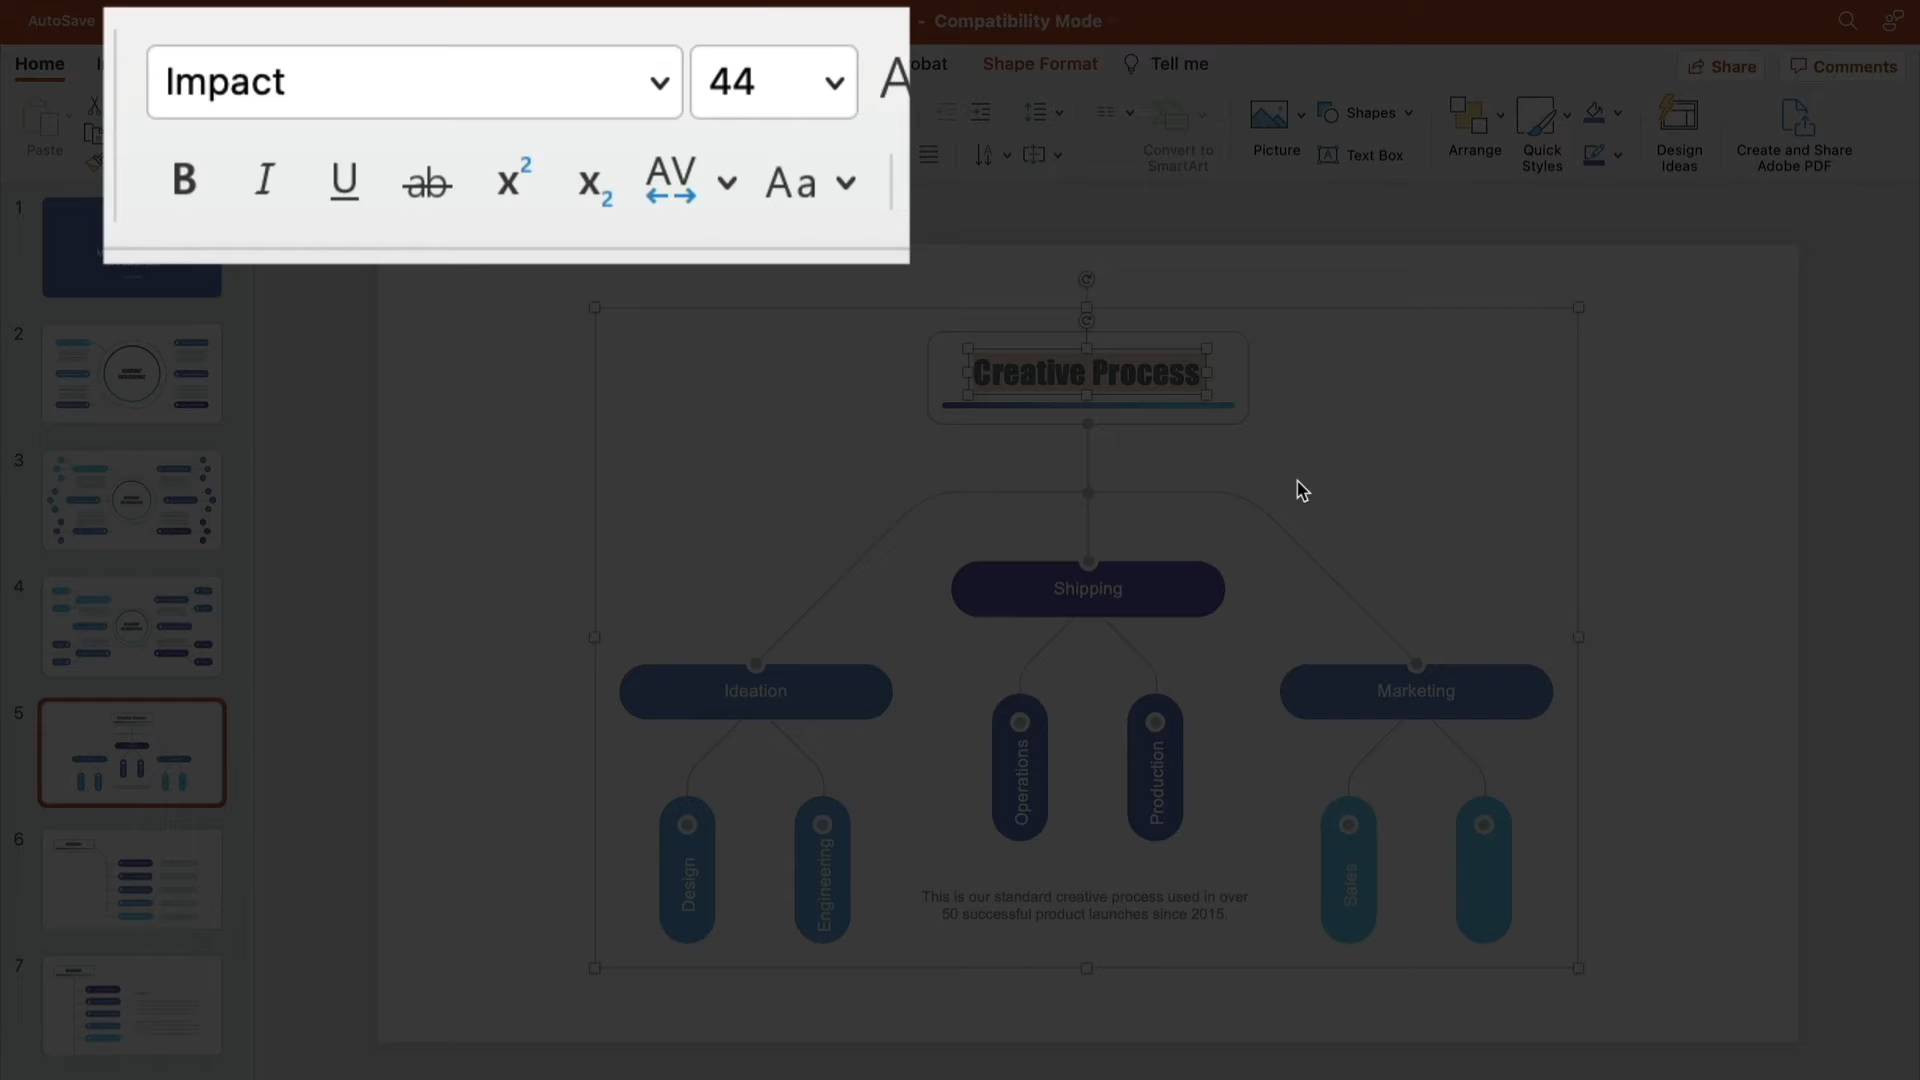 AutoSave
- Compatibility Mode
Home
Shape Format
Tell me
Share
Comments
Impact
44
A
B I U ab x2 x2 AV Aa
Paste
Convert to
SmartArt
Picture
Shapes
Text Box
Arrange
Quick
Styles
Design
Ideas
Create and Share
Adobe PDF
1
2
3
4
5
6
7
Creative Process
Shipping
Ideation
Marketing
Operations
Production
Design
Engineering
Sales
This is our standard creative process used in over
50 successful product launches since 2015.